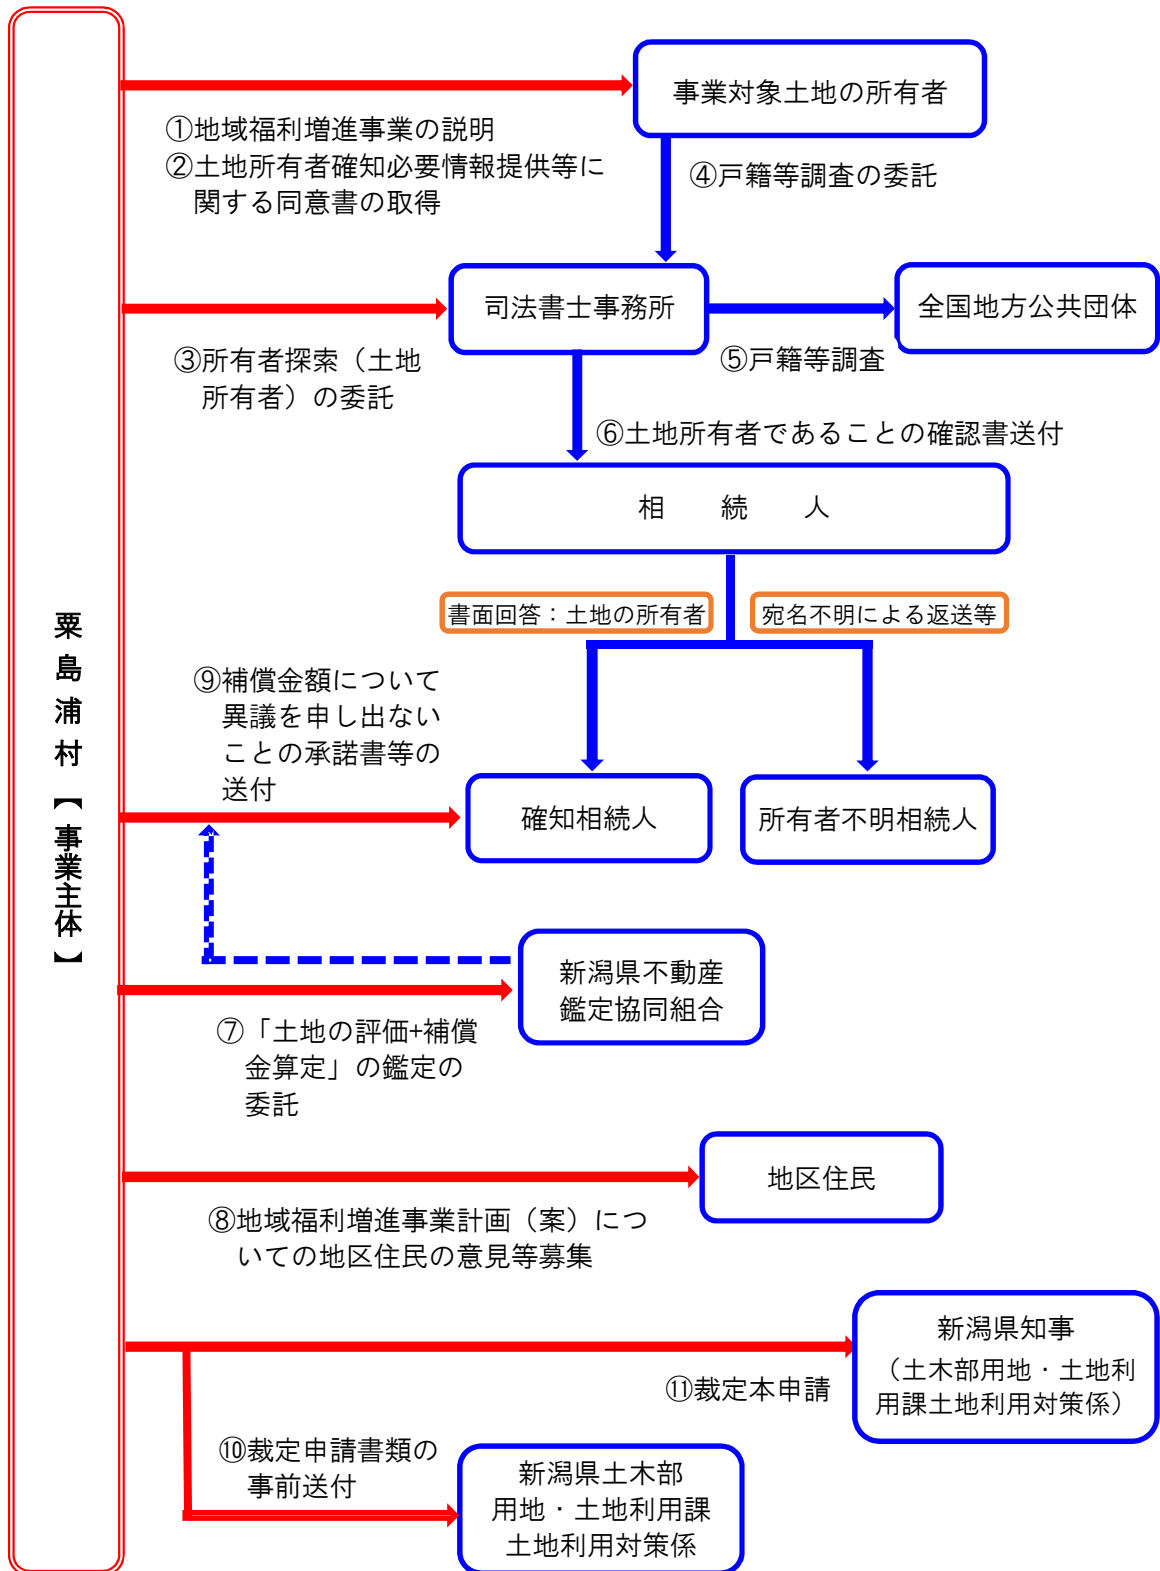 粟島浦村【事業主体】
事業対象土地の所有者
①地域福利増進事業の説明
②土地所有者確知必要情報提供等に
関する同意書の取得
④戸籍等調査の委託
司法書士事務所
全国地方公共団体
③所有者探索（土地
所有者）の委託
⑤戸籍等調査
⑥土地所有者であることの確認書送付
相　続　人
書面回答：土地の所有者
宛名不明による返送等
⑨補償金額について
異議を申し出ない
ことの承諾書等の
送付
確知相続人
所有者不明相続人
新潟県不動産
鑑定協同組合
⑦「土地の評価+補償
金算定」の鑑定の
委託
地区住民
⑧地域福利増進事業計画（案）につ
いての地区住民の意見等募集
新潟県知事
（土木部用地・土地利
用課土地利用対策係）
⑪裁定本申請
⑩裁定申請書類の
事前送付
新潟県土木部
用地・土地利用課
土地利用対策係